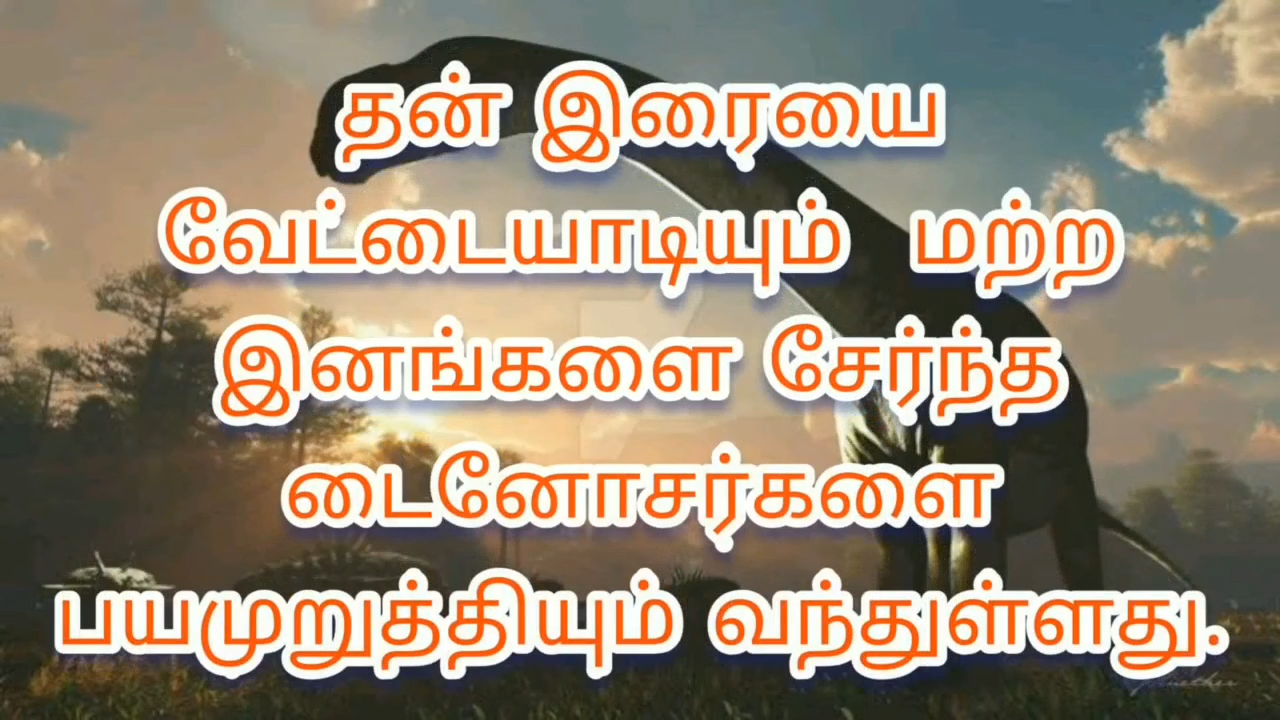 தன் இரையை
வேட்டையாடியும் மற்ற
இனங்களை சேர்ந்த
டைனோசர்களை
பயமுறுத்தியும் வந்துள்ளது.